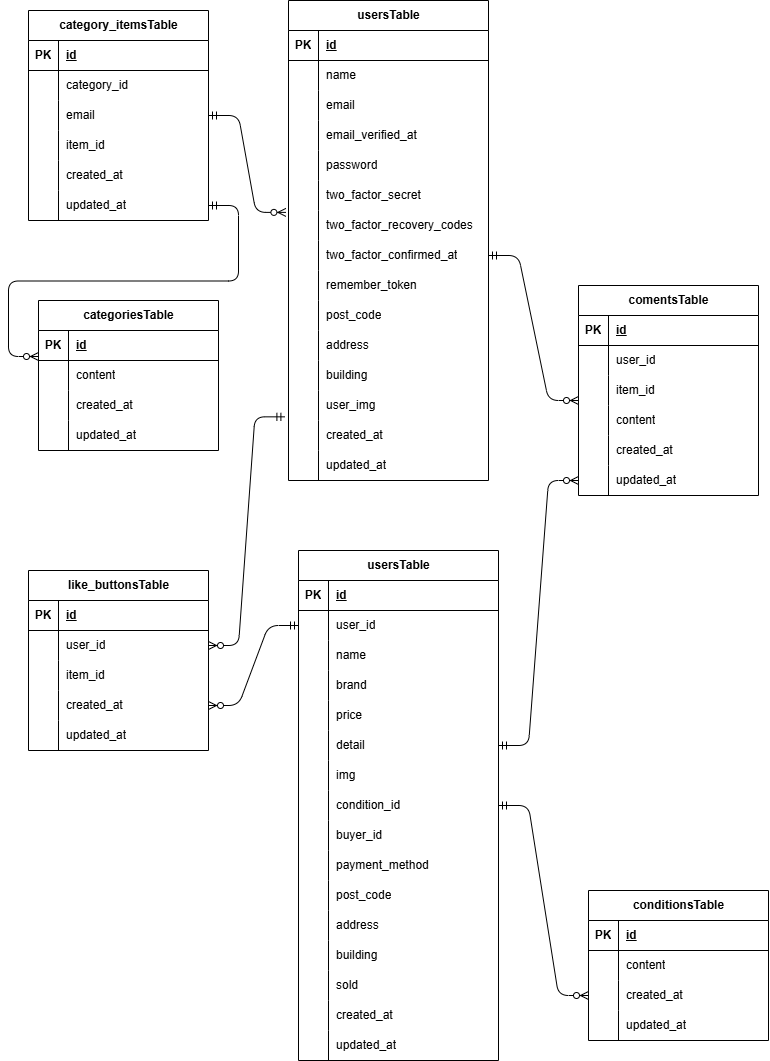 category_itemsTable
PK id
category_id
email
item_id
created_at
updated_at
usersTable
PK id
name
email
email_verified_at
password
two_factor_secret
two_factor_recovery_codes
two_factor_confirmed_at
remember_token
post_code
address
building
user_img
created_at
updated_at
categoriesTable
PK id
content
created_at
updated_at
comentsTable
PK id
user_id
item_id
content
created_at
updated_at
like_buttonsTable
PK id
user_id
item_id
created_at
updated_at
usersTable
PK id
user_id
name
brand
price
detail
img
condition_id
buyer_id
payment_method
post_code
address
building
sold
created_at
updated_at
conditionsTable
PK id
content
created_at
updated_at